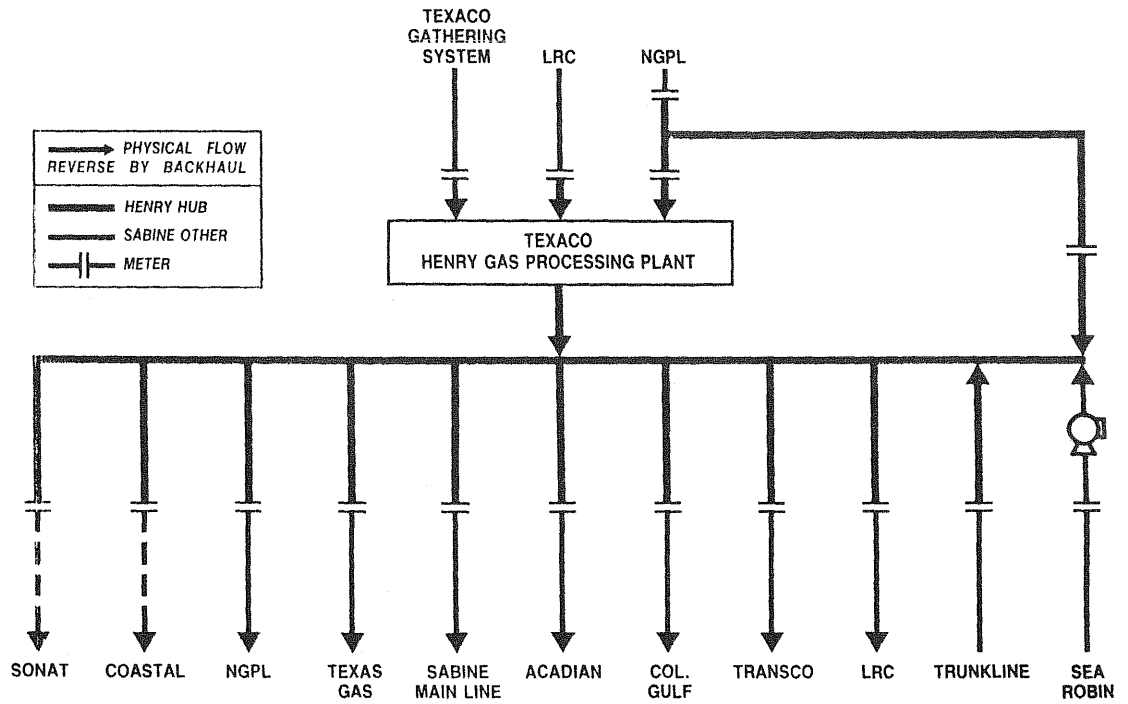 TEXACO
GATHERING
SYSTEM
LRC
NGPL
PHYSICAL FLOW
REVERSE BY BACKHAUL
HENRY HUB
SABINE OTHER
METER
TEXACO
HENRY GAS PROCESSING PLANT
SONAT
COASTAL
NGPL
TEXAS
GAS
SABINE
MAIN LINE
ACADIAN
COL.
GULF
TRANSCO
LRC
TRUNKLINE
SEA
ROBIN